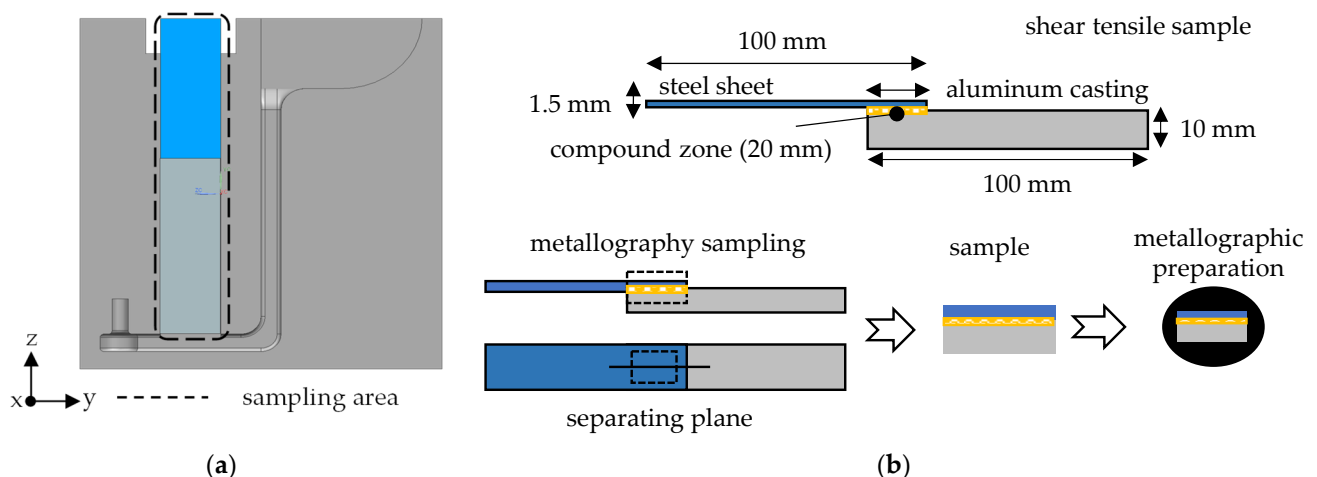 shear tensile sample
100 mm
steel sheet
aluminum casting
1.5 mm
10 mm
compound zone (20 mm)
100 mm
metallography sampling
sample
metallographic
preparation
separating plane
z
x
y
sampling area
(a)
(b)